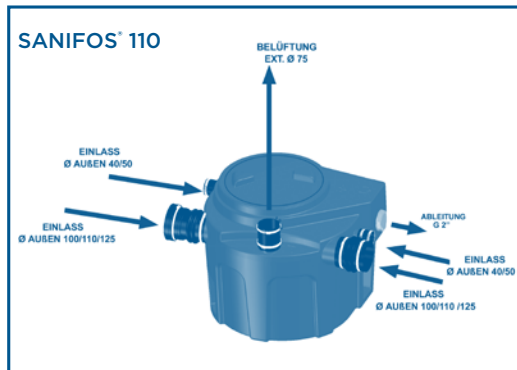 SANIFOS® 110
BELÜFTUNG
EXT. Ø 75
EINLASS
Ø AUßEN 40/50
EINLASS
Ø AUßEN 100/110/125
ABLEITUNG
G 2"
EINLASS
Ø AUßEN 40/50
EINLASS
Ø AUßEN 100/110 /125